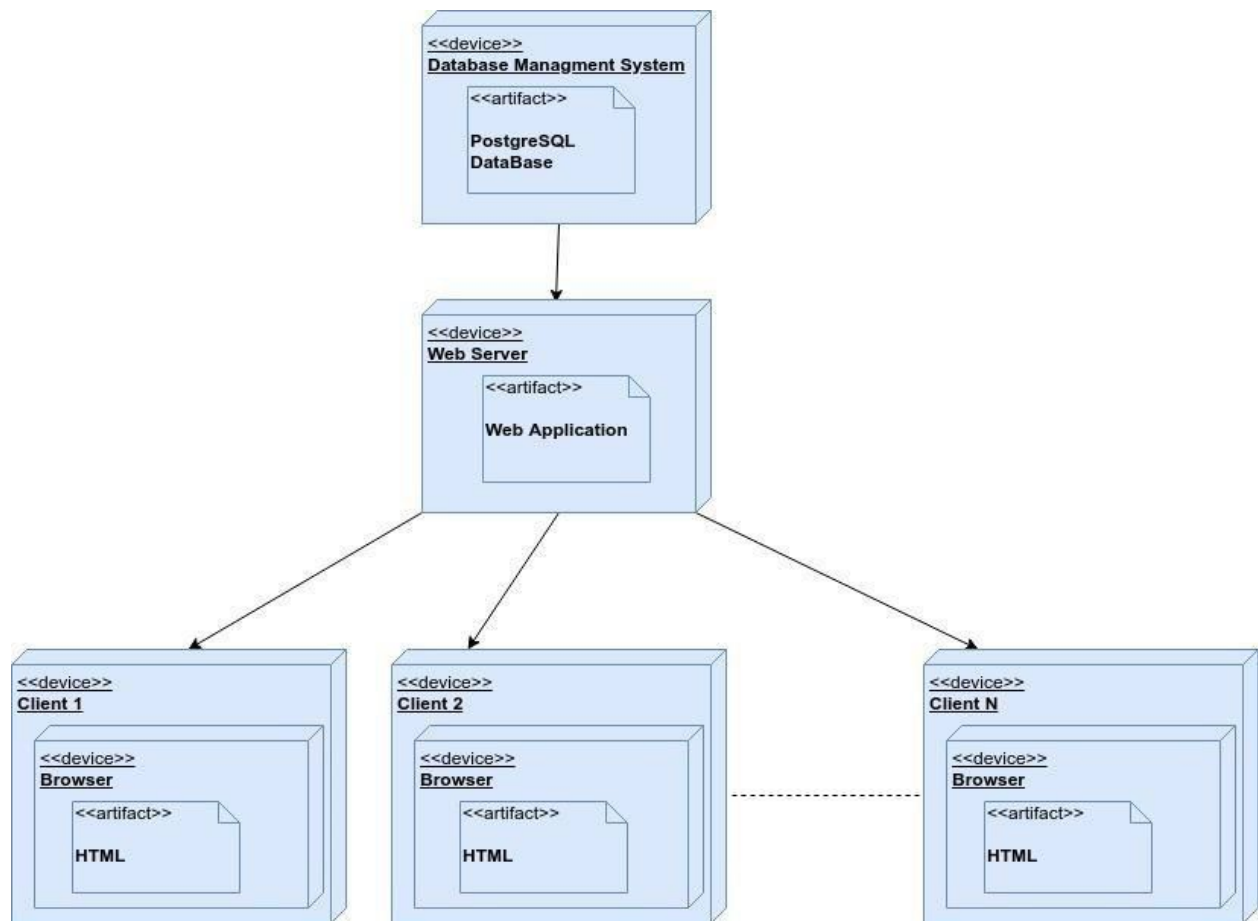 <<device>>
Database Managment System
<<artifact>>
PostgreSQL
DataBase
<<device>>
Web Server
<<artifact>>
Web Application
<<device>>
Client 1
<<device>>
Browser
<<artifact>>
HTML
<<device>>
Client 2
<<device>>
Browser
<<artifact>>
HTML
<<device>>
Client N
<<device>>
Browser
<<artifact>>
HTML